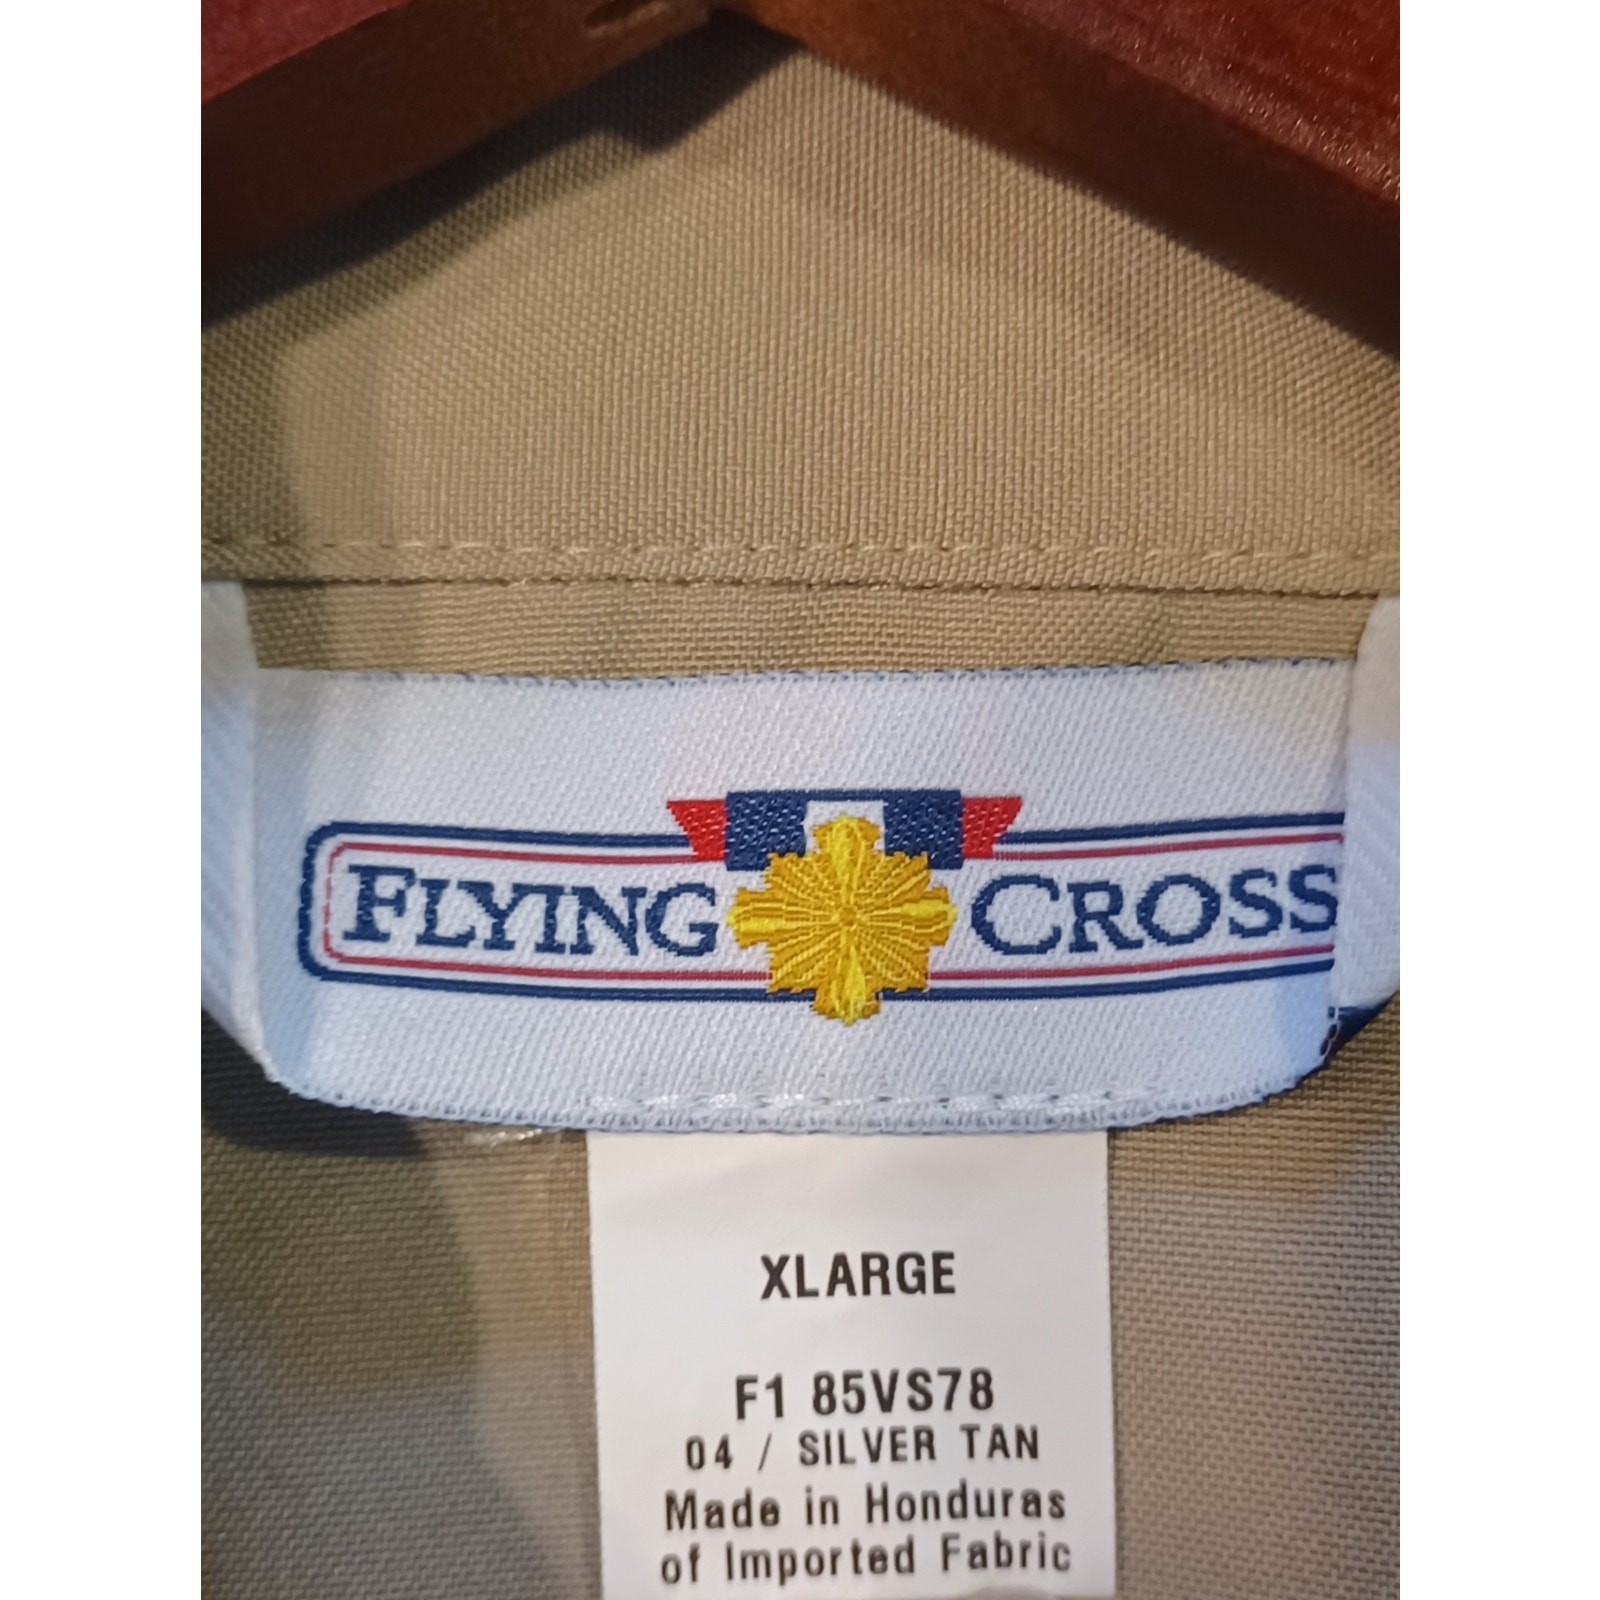 FLYING CROSS
XLARGE
F1 85VS78
04 / SILVER TAN
Made in Honduras
of Imported Fabric